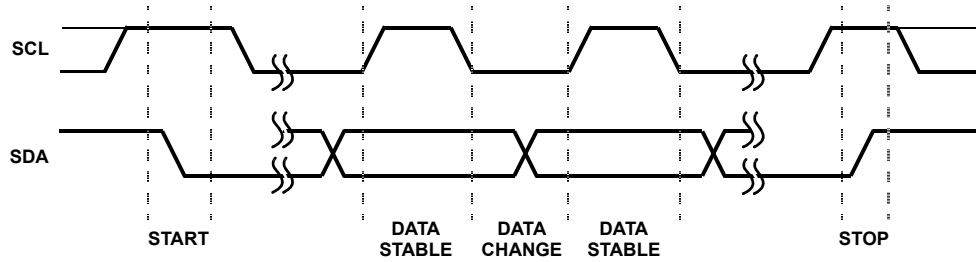 SCL
SDA
START
DATA
STABLE
DATA
CHANGE
DATA
STABLE
STOP